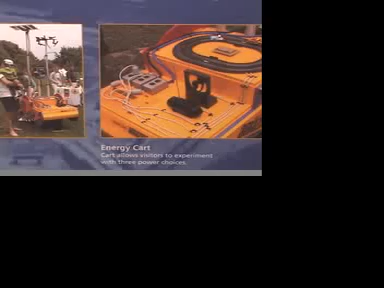 Energy Cart
Cart allows visitors to experiment
with three power choices.